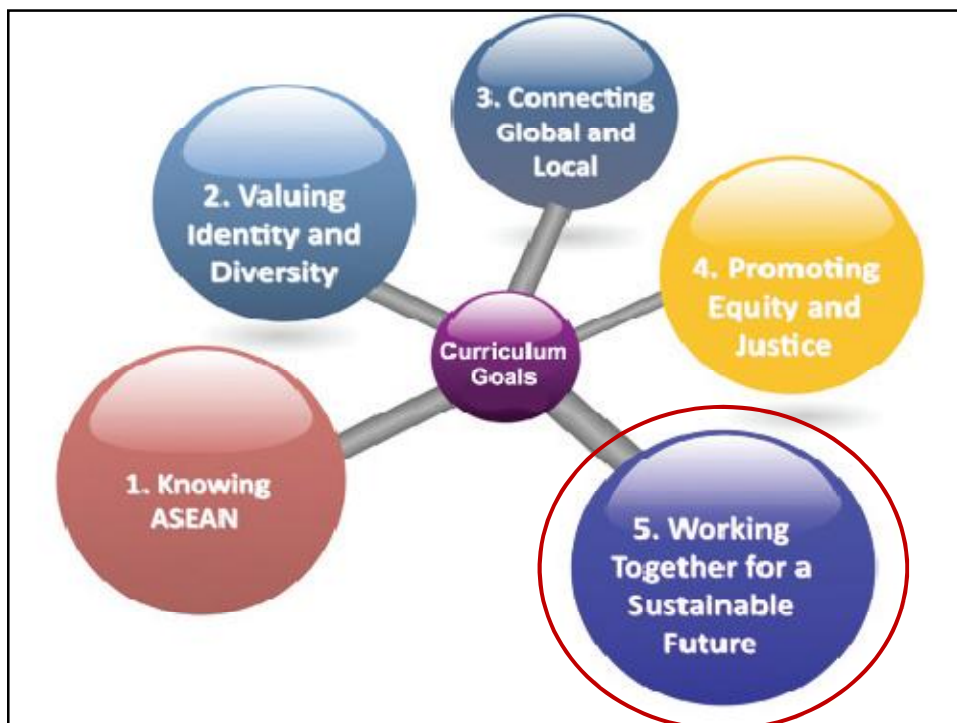 3. Connecting
Global and
Local
2. Valuing
Identity and
Diversity
4. Promoting
Equity and
Justice
Curriculum
Goals
1. Knowing
ASEAN
5. Working
Together for a
Sustainable
Future